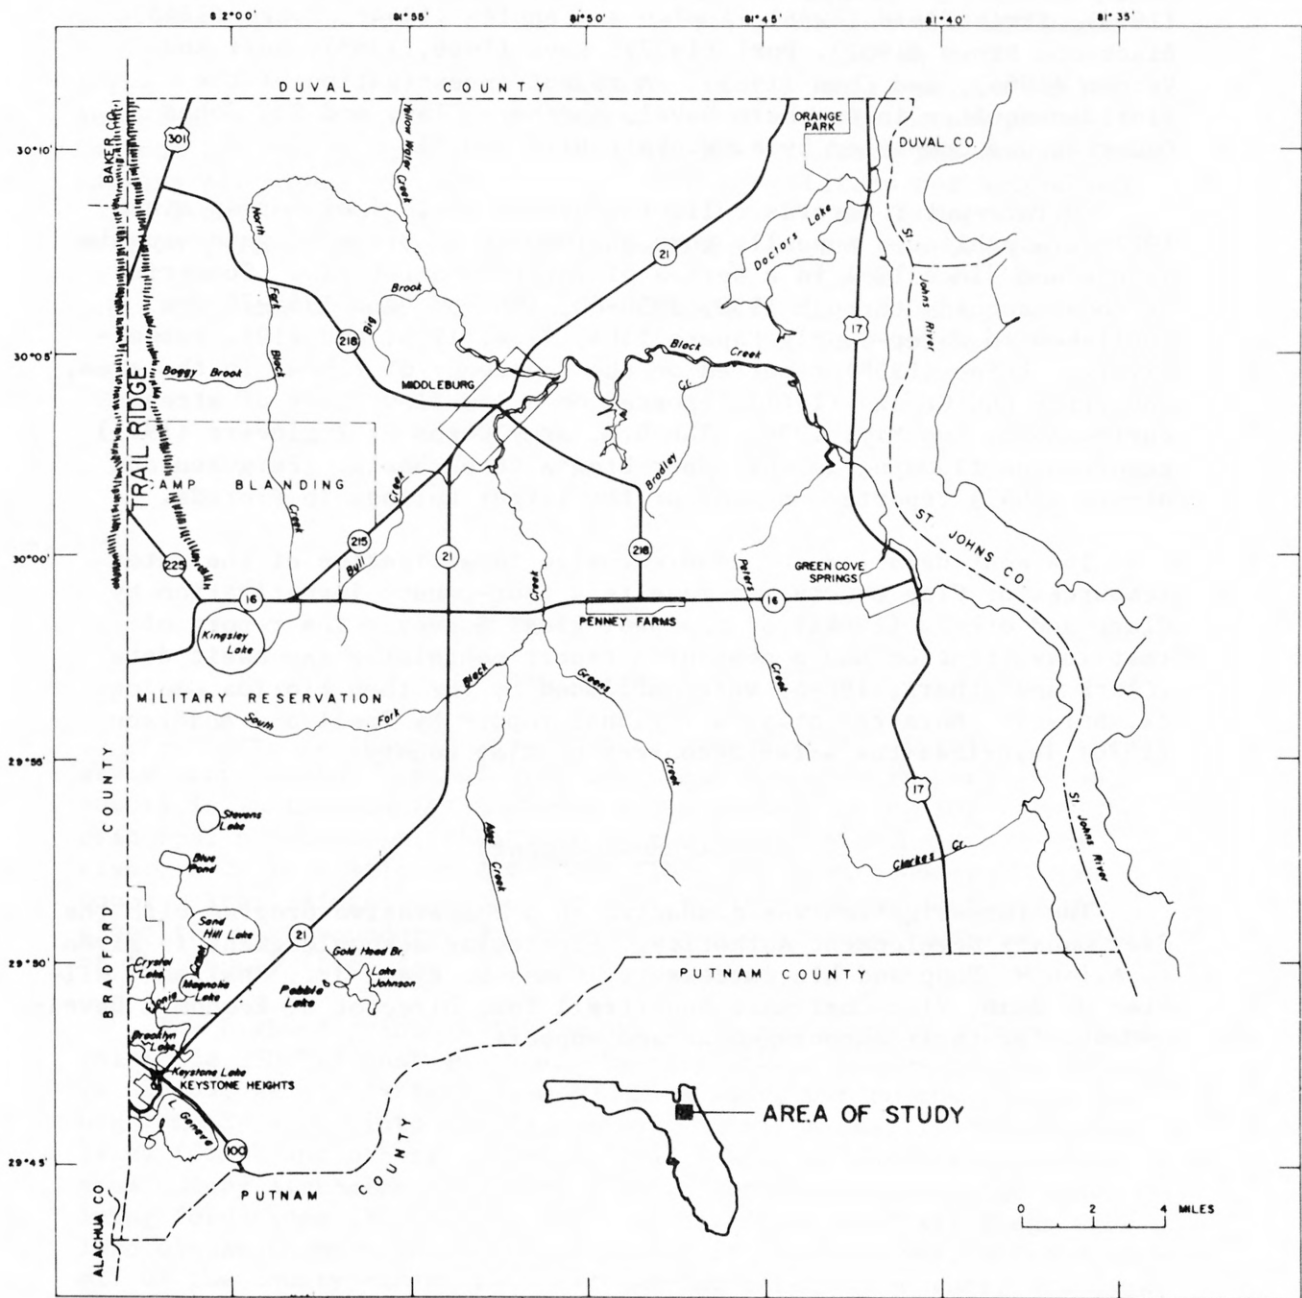 82°00' 81°55' 81°50' 81°45' 81°40' 81°35'
DUVAL COUNTY
BAKER CO.
301
Yellow Water Creek
ORANGE
PARK
DUVAL CO.
30°10'
North
Fork
Black
Creek
Doctors Lake
St.
Johns
River
21
17
Big
Brook
218
30°05'
Boggy Brook
MIDDLEBURG
Black Creek
Cr.
Bradley
TRAIL RIDGE
CAMP BLANDING
Bull
Creek
215
21
218
225
30°00'
ST. JOHNS CO.
Peters
Creek
GREEN COVE
SPRINGS
16
16
PENNEY FARMS
Creek
Kingsley
Lake
MILITARY RESERVATION
South
Fork
Black
Greens
Creek
29°55'
17
St. Johns River
Stevens
Lake
Blue
Pond
Ates
Creek
Clarkes Cr.
BRADFORD COUNTY
Sand
Hill Lake
21
Gold Head Br.
Lake
Johnson
Pebble
Lake
29°50'
Crystal
Lake
Magnolia
Lake
Creek
PUTNAM COUNTY
Brooklyn
Lake
Keystone Lake
KEYSTONE HEIGHTS
L. Geneva
100
29°45'
PUTNAM COUNTY
AREA OF STUDY
ALACHUA CO
0 2 4 MILES